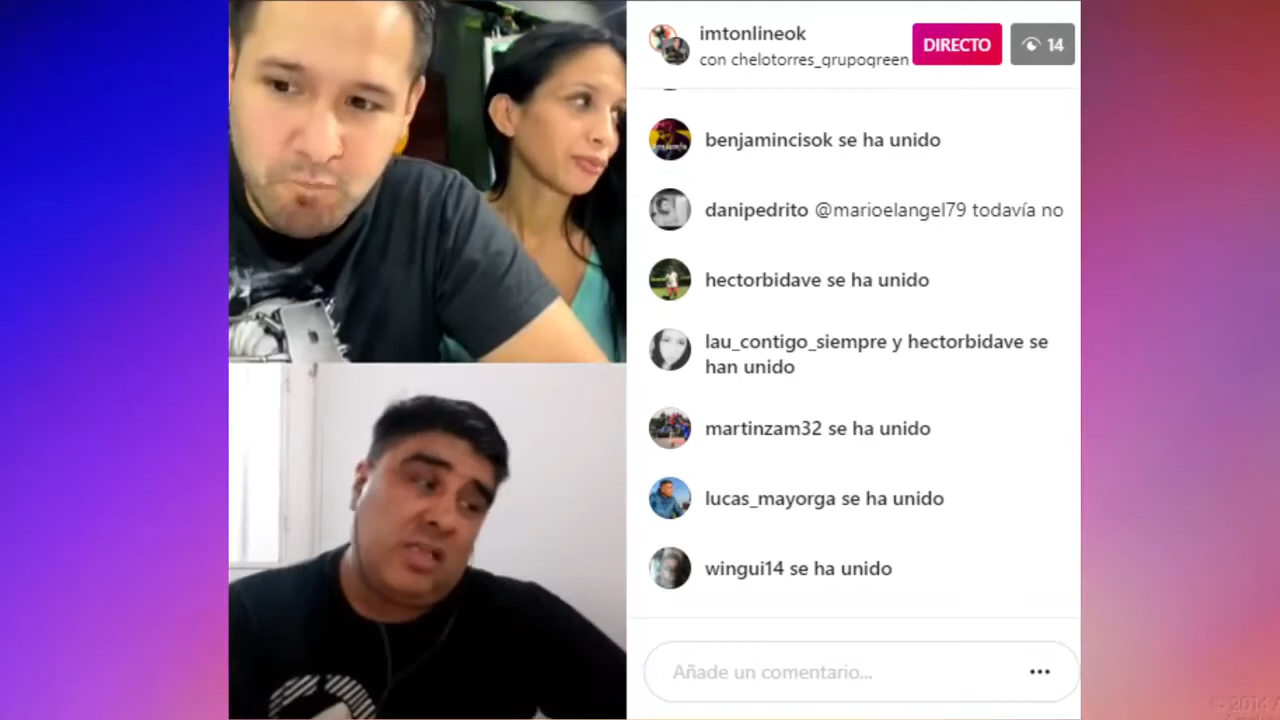 imtonlineok
con chelotorres_grupogreen
DIRECTO
14
benjamincisok se ha unido
danipedrito @marioelangel79 todavía no
hectorbidave se ha unido
lau_contigo_siempre y hectorbidave se
han unido
martinzam32 se ha unido
lucas_mayorga se ha unido
wingui14 se ha unido
Añade un comentario...
© 2014